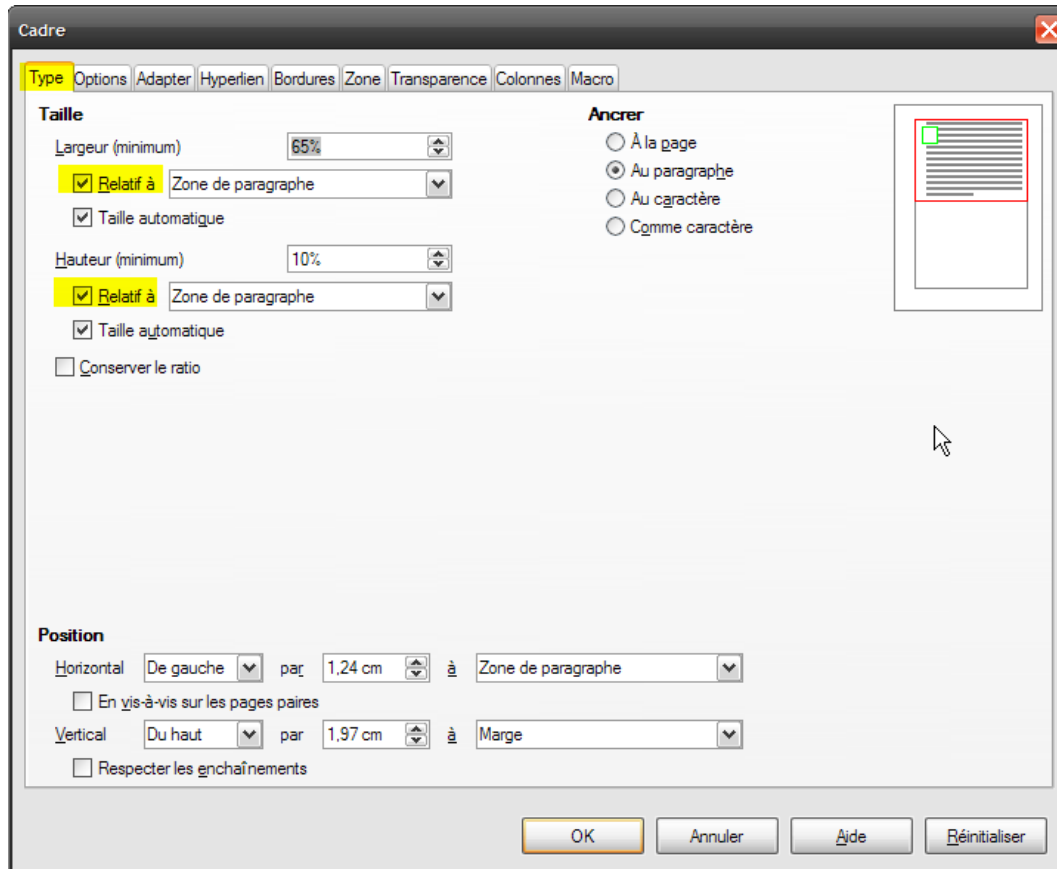 Cadre
Type Options Adapter Hyperlien Bordures Zone Transparence Colonnes Macro
Taille
Largeur (minimum) 65%
Relatif à Zone de paragraphe
Taille automatique
Hauteur (minimum) 10%
Relatif à Zone de paragraphe
Taille automatique
Conserver le ratio
Ancrer
À la page
Au paragraphe
Au caractère
Comme caractère
Position
Horizontal De gauche par 1,24 cm à Zone de paragraphe
En vis-à-vis sur les pages paires
Vertical Du haut par 1,97 cm à Marge
Respecter les enchaînements
OK Annuler Aide Réinitialiser